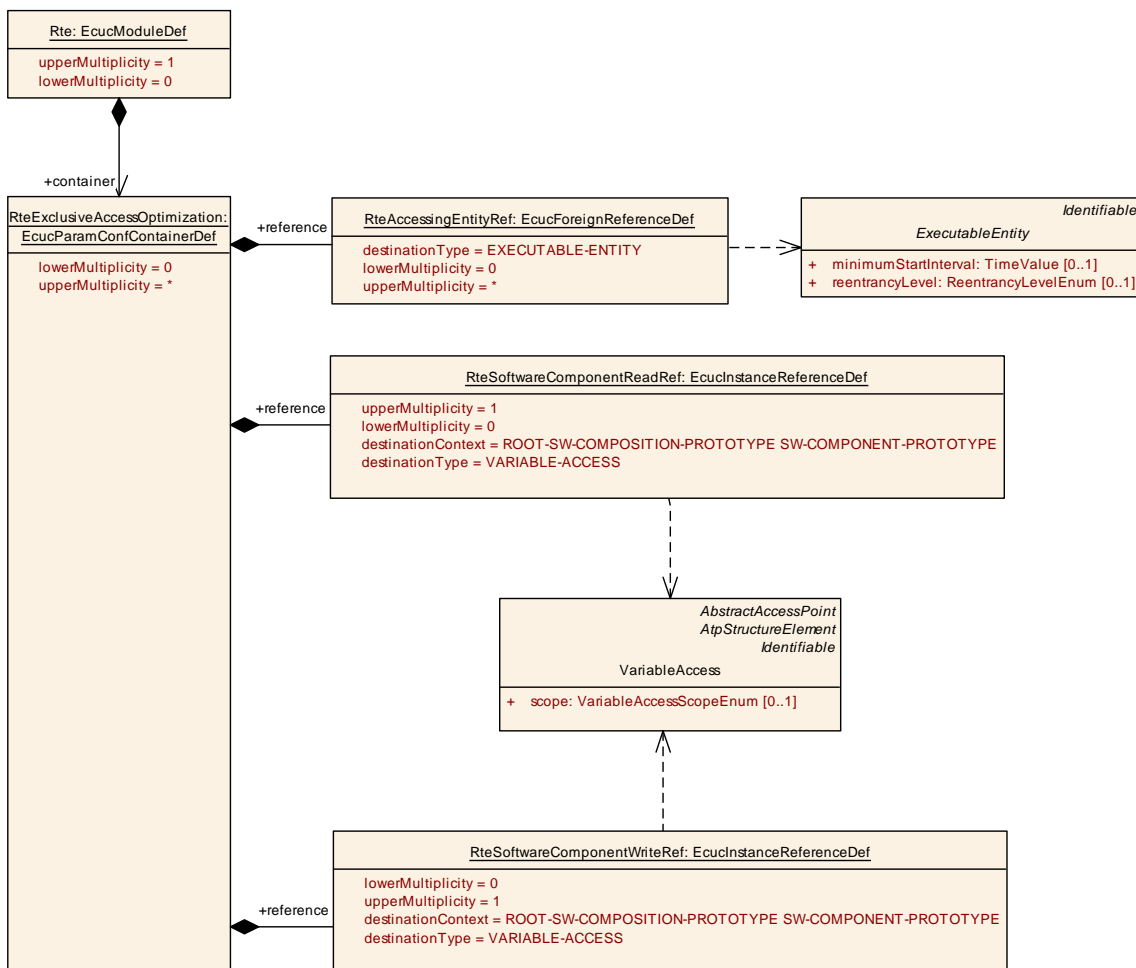 Rte: EcucModuleDef
upperMultiplicity = 1
lowerMultiplicity = 0
+container
RteExclusiveAccessOptimization:
EcucParamConfContainerDef
lowerMultiplicity = 0
upperMultiplicity = *
+reference
RteAccessingEntityRef: EcucForeignReferenceDef
destinationType = EXECUTABLE-ENTITY
lowerMultiplicity = 0
upperMultiplicity = *
Identifiable
ExecutableEntity
+ minimumStartInterval: TimeValue [0..1]
+ reentrancyLevel: ReentrancyLevelEnum [0..1]
+reference
RteSoftwareComponentReadRef: EcucInstanceReferenceDef
upperMultiplicity = 1
lowerMultiplicity = 0
destinationContext = ROOT-SW-COMPOSITION-PROTOTYPE SW-COMPONENT-PROTOTYPE
destinationType = VARIABLE-ACCESS
AbstractAccessPoint
AtpStructureElement
Identifiable
VariableAccess
+ scope: VariableAccessScopeEnum [0..1]
+reference
RteSoftwareComponentWriteRef: EcucInstanceReferenceDef
lowerMultiplicity = 0
upperMultiplicity = 1
destinationContext = ROOT-SW-COMPOSITION-PROTOTYPE SW-COMPONENT-PROTOTYPE
destinationType = VARIABLE-ACCESS